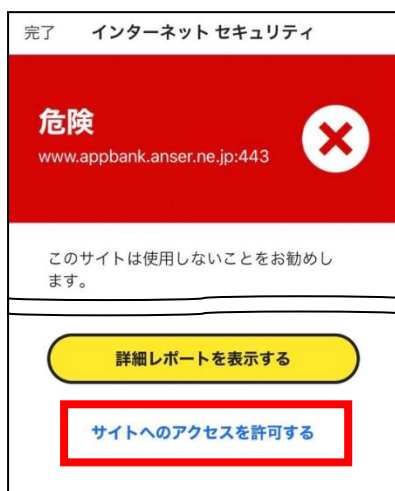 完了 インターネット セキュリティ
危険
www.appbank.anser.ne.jp:443
このサイトは使用しないことをお勧めし
ます。
詳細レポートを表示する
サイトへのアクセスを許可する